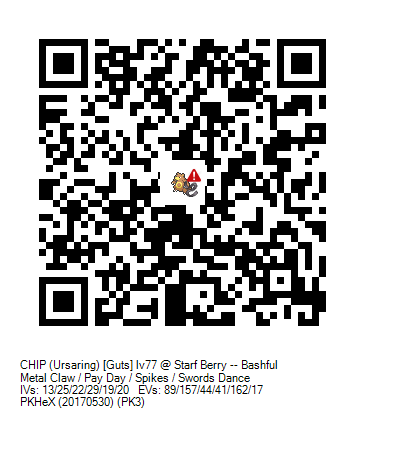 CHIP (Ursaring) [Guts] lv77 @ Starf Berry -- Bashful
Metal Claw / Pay Day / Spikes / Swords Dance
IVs: 13/25/22/29/19/20 EVs: 89/157/44/41/162/17
PKHeX (20170530) (PK3)